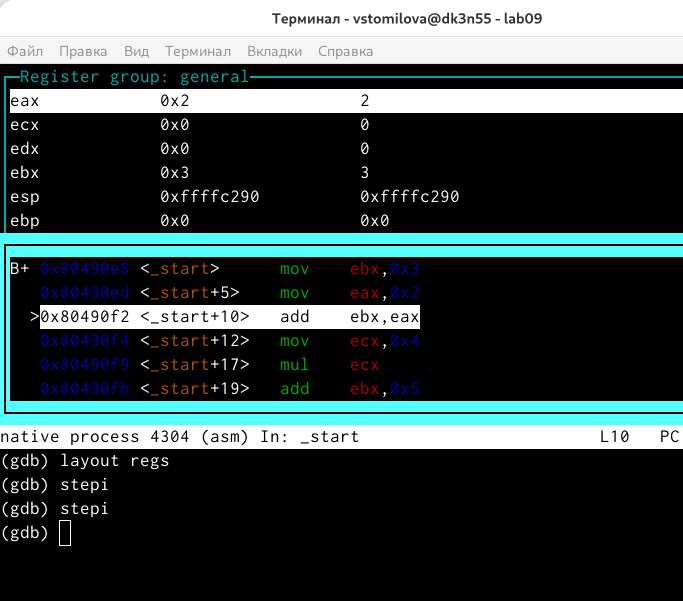 Терминал - vstomilova@dk3n55 - lab09
Файл Правка Вид Терминал Вкладки Справка
Register group: general
eax 0x2 2
ecx 0x0 0
edx 0x0 0
ebx 0x3 3
esp 0xffffc290 0xffffc290
ebp 0x0 0x0
B+ 0x80490e8 <_start> mov ebx,0x3
0x80490ed <_start+5> mov eax,0x2
>0x80490f2 <_start+10> add ebx,eax
0x80490f4 <_start+12> mov ecx,0x4
0x80490f9 <_start+17> mul ecx
0x80490fb <_start+19> add ebx,0x5
native process 4304 (asm) In: _start L10 PC
(gdb) layout regs
(gdb) stepi
(gdb) stepi
(gdb)